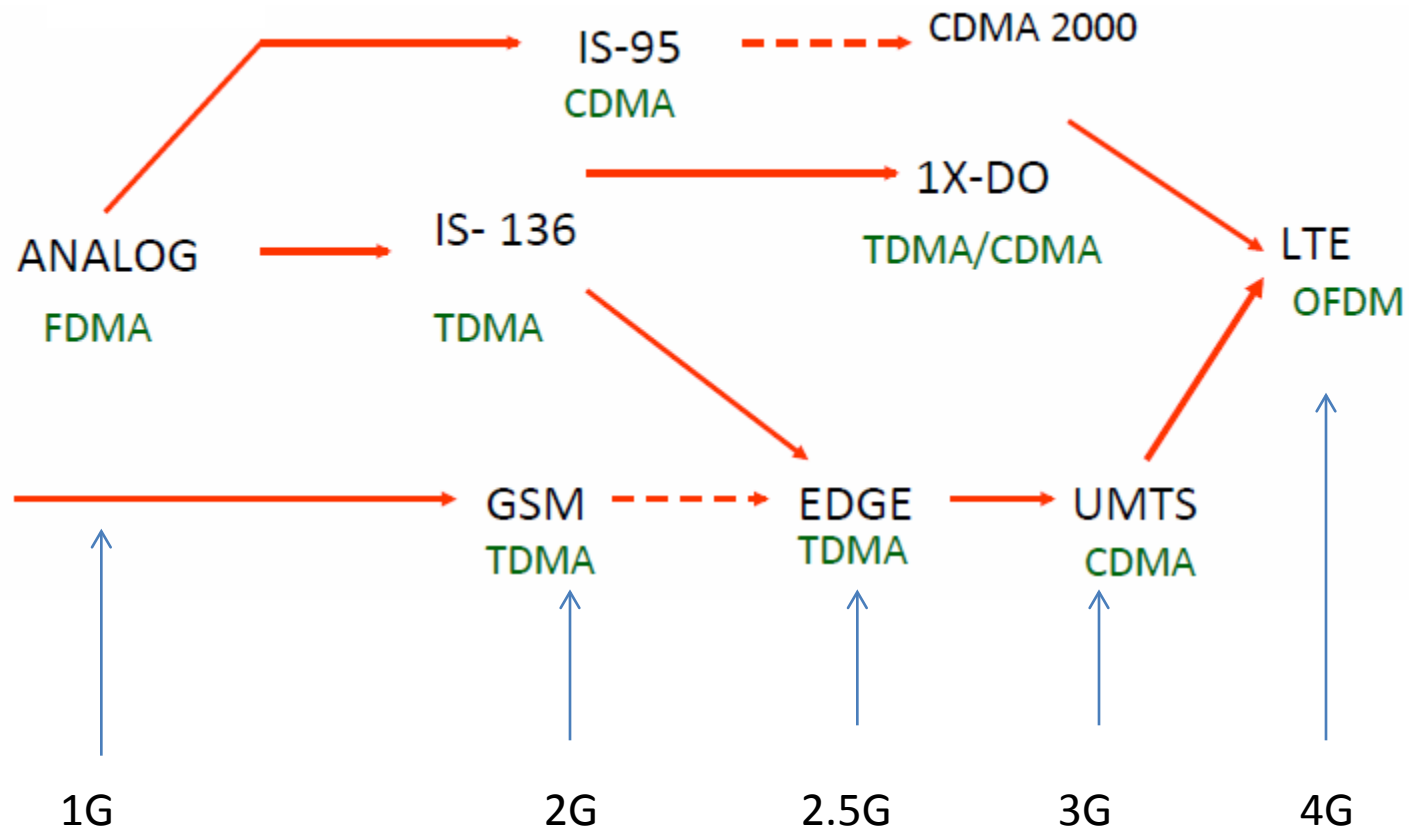 IS-95
CDMA
CDMA 2000
1X-DO
TDMA/CDMA
ANALOG
FDMA
IS- 136
TDMA
LTE
OFDM
GSM
TDMA
EDGE
TDMA
UMTS
CDMA
1G
2G
2.5G
3G
4G